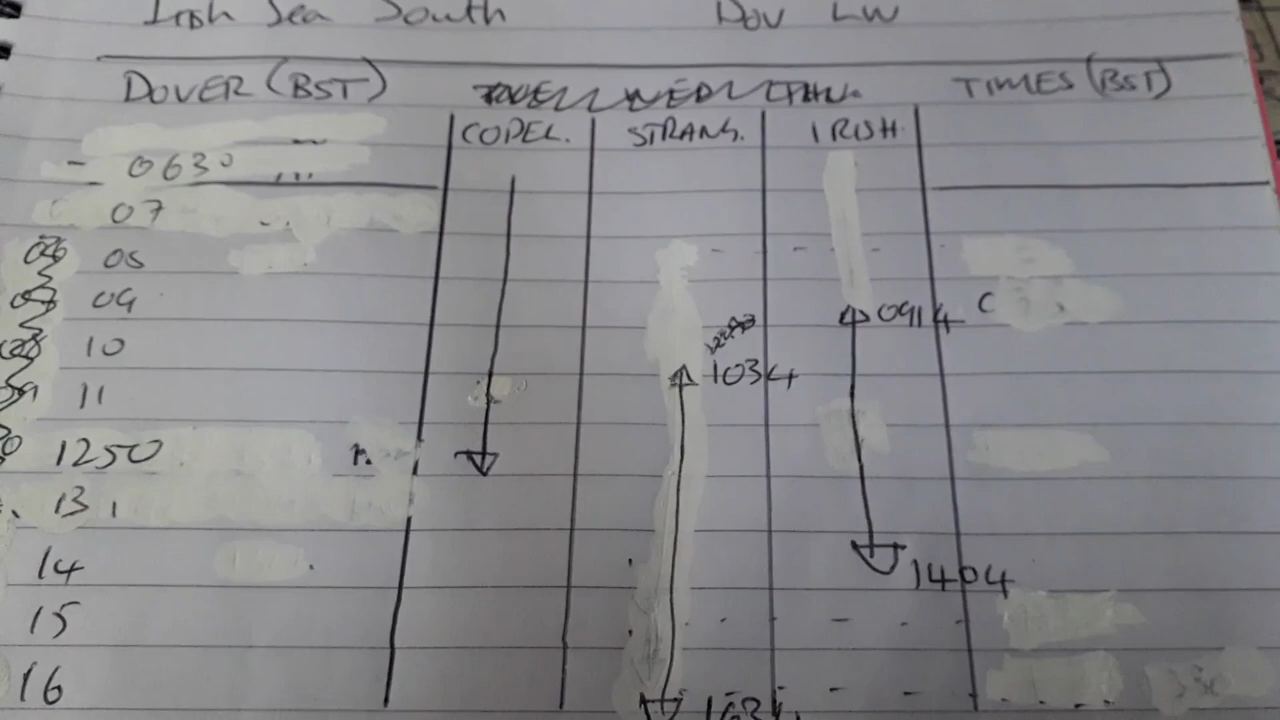 Irish Sea South Dov LW
DOVER (BST) TIMES (BST)
COPEL. STRANG. IRISH.
- 0630 ...
07
08
09 0914 C
10
11 1034
1250
13
14 1404
15
16 1634